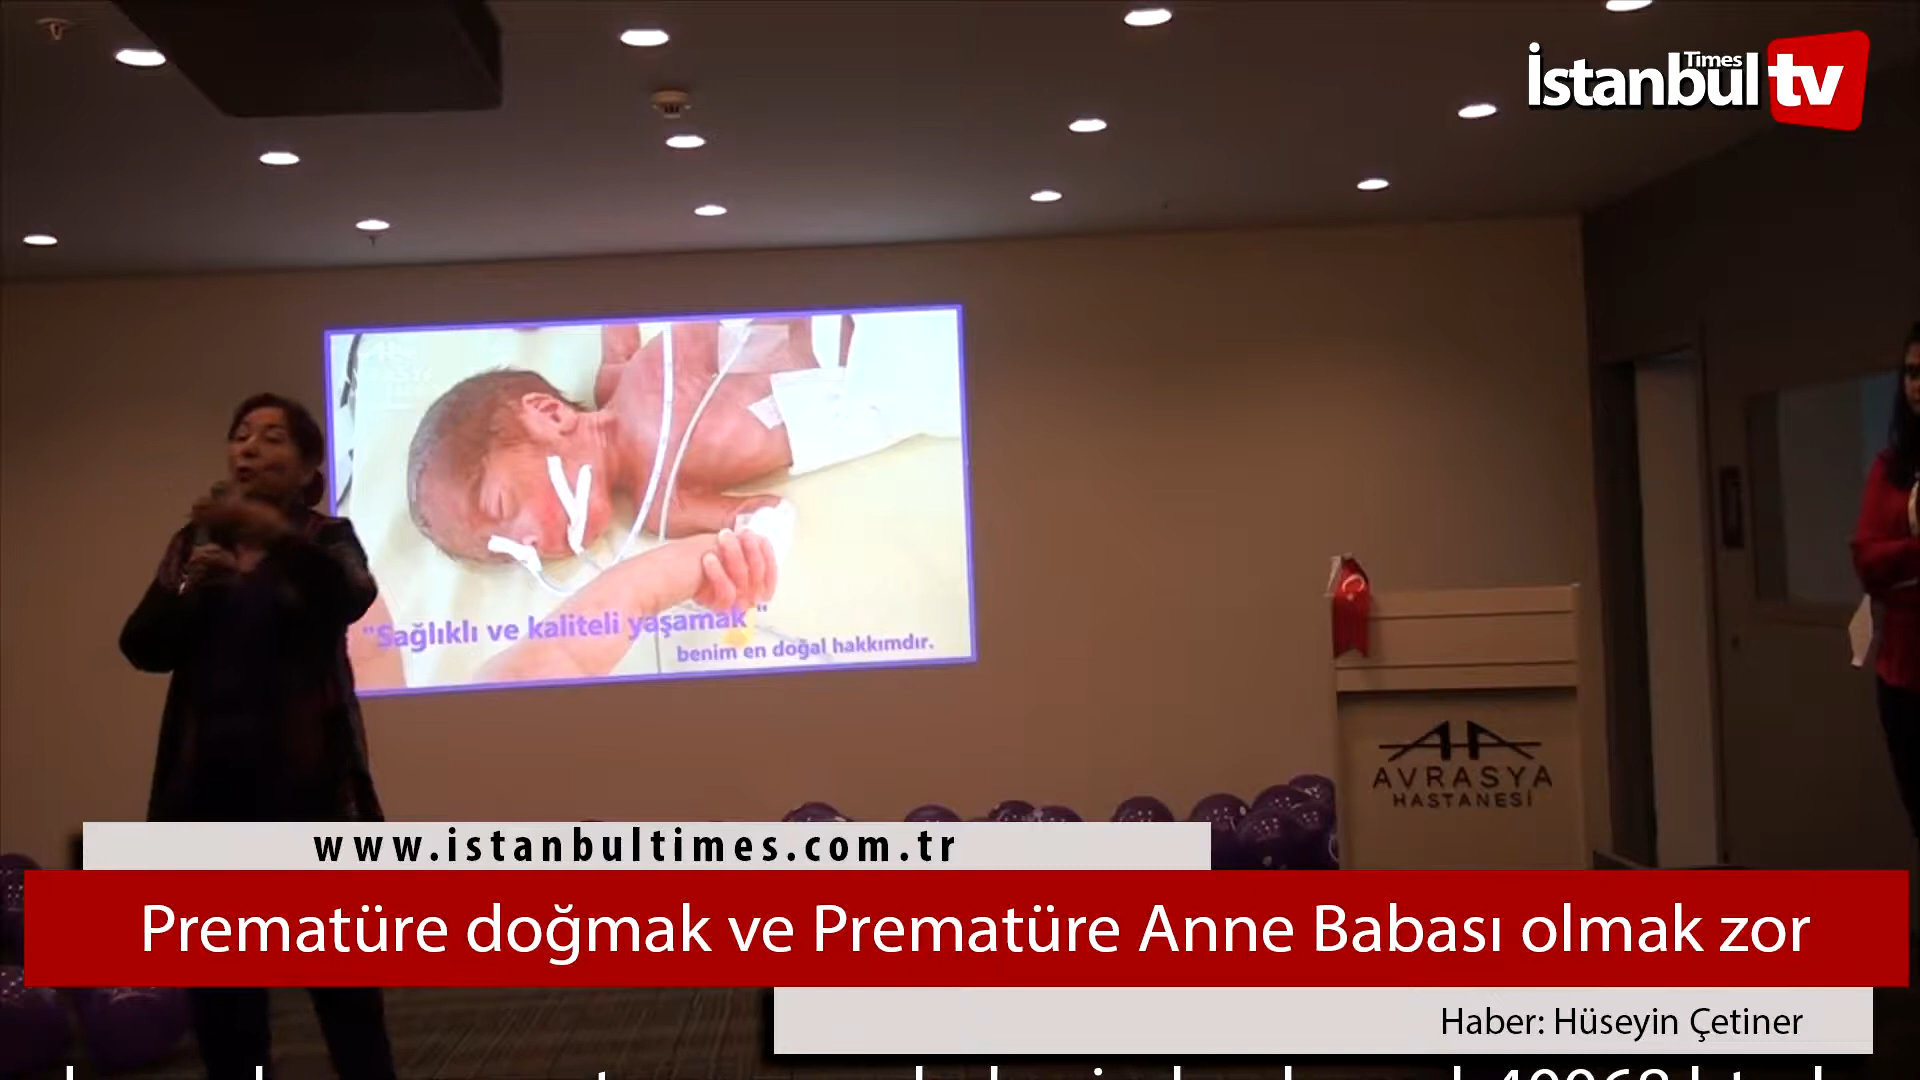 İstanbul Times tv
"Sağlıklı ve kaliteli yaşamak"
benim en doğal hakkımdır.
AVRASYA
HASTANESİ
www.istanbultimes.com.tr
Prematüre doğmak ve Prematüre Anne Babası olmak zor
Haber: Hüseyin Çetiner